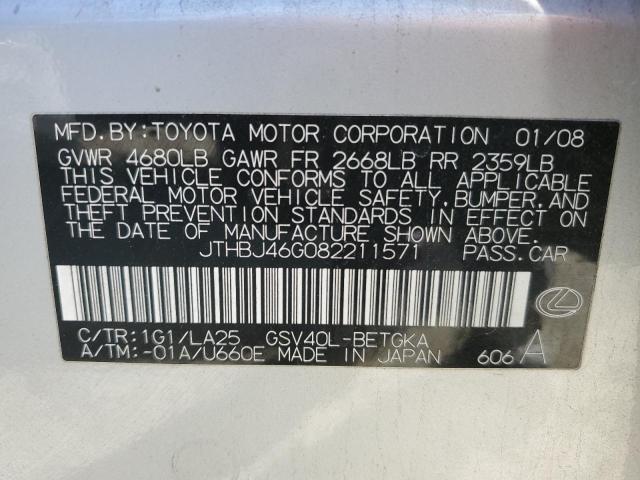 MFD.BY:TOYOTA MOTOR CORPORATION 01/08
GVWR 4680LB GAWR FR 2668LB RR 2359LB
THIS VEHICLE CONFORMS TO ALL APPLICABLE
FEDERAL MOTOR VEHICLE SAFETY,BUMPER,AND
THEFT PREVENTION STANDARDS IN EFFECT ON
THE DATE OF MANUFACTURE SHOWN ABOVE.
JTHBJ46G082211571 PASS.CAR
C/TR:1G1/LA25 GSV40L-BETGKA
A/TM:-01A/U660E MADE IN JAPAN 606 A